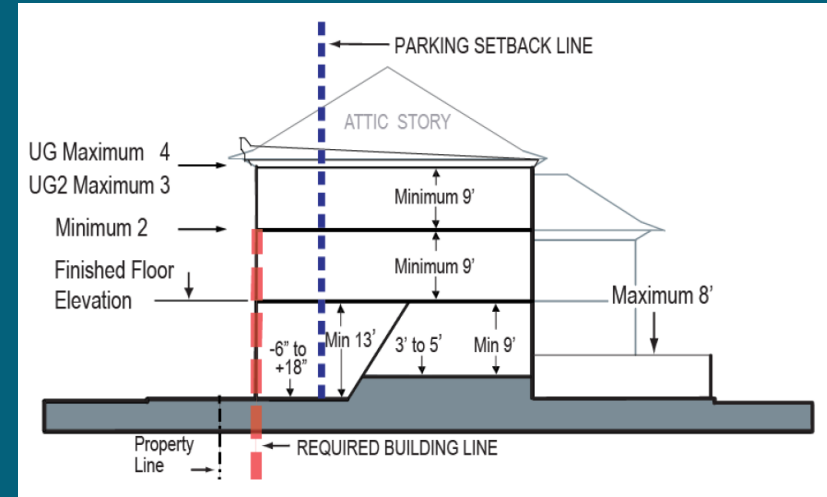 PARKING SETBACK LINE
ATTIC STORY
UG Maximum 4
UG2 Maximum 3
Minimum 9’
Minimum 2
Minimum 9’
Finished Floor
Elevation
Maximum 8’
-6” to
+18”
Min 13’
3’ to 5’
Min 9’
Property
Line
REQUIRED BUILDING LINE